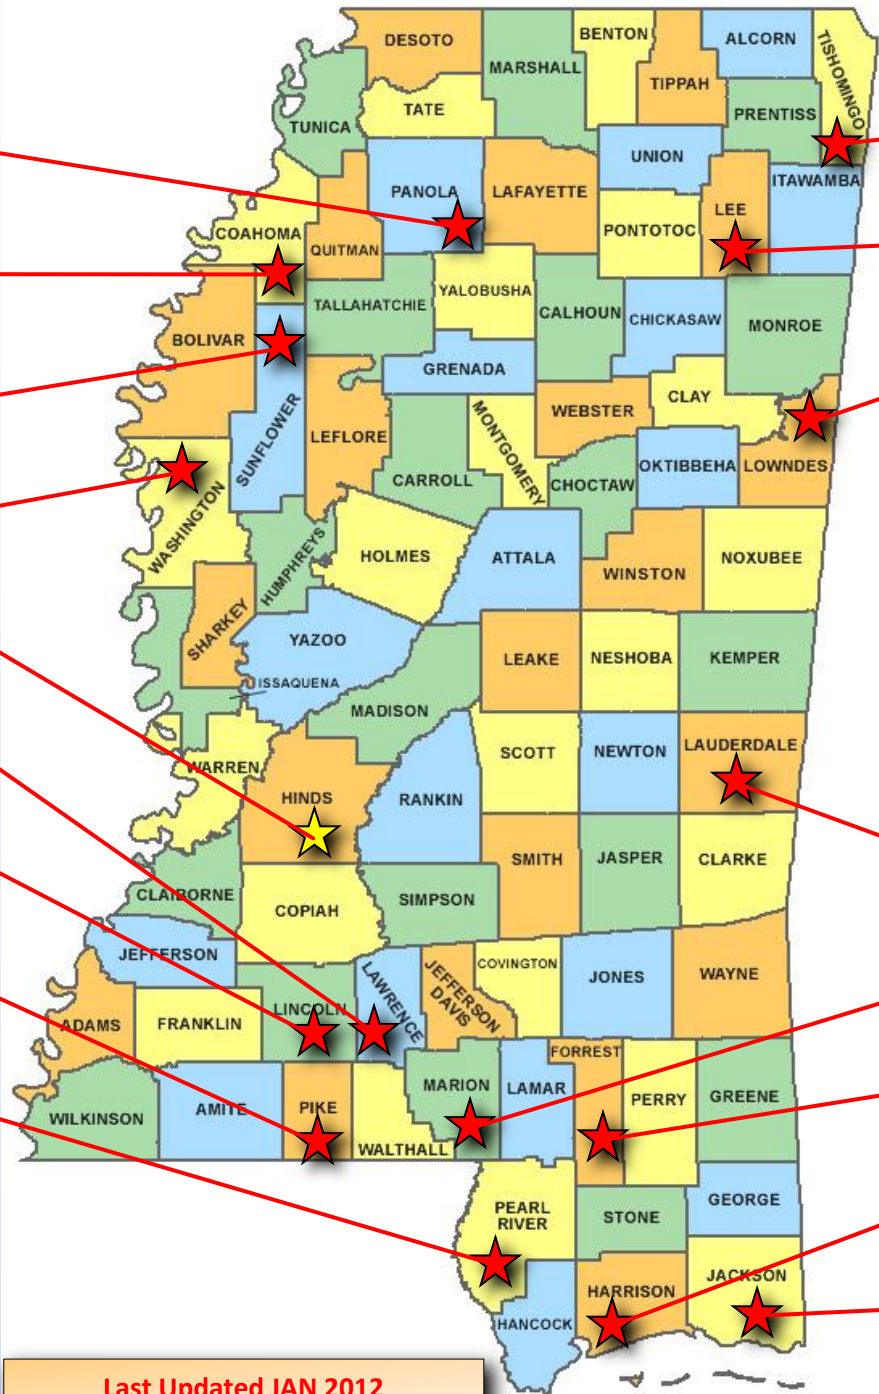 DESOTO
BENTON
ALCORN
TISHOMINGO
MARSHALL
TIPPAH
TATE
TUNICA
PRENTISS
UNION
PANOLA
LAFAYETTE
ITAWAMBA
LEE
COAHOMA
QUITMAN
PONTOTOC
YALOBUSHA
TALLAHATCHIE
CALHOUN
CHICKASAW
MONROE
BOLIVAR
GRENADA
CLAY
WEBSTER
SUNFLOWER
LEFLORE
MONTGOMERY
OKTIBBEHA
LOWNDES
CARROLL
CHOCTAW
WASHINGTON
HUMPHREYS
HOLMES
ATTALA
WINSTON
NOXUBEE
SHARKEY
YAZOO
LEAKE
NESHOBA
KEMPER
ISSAQUENA
MADISON
SCOTT
NEWTON
LAUDERDALE
WARREN
HINDS
RANKIN
SMITH
JASPER
CLARKE
CLAIBORNE
COPIAH
SIMPSON
JEFFERSON
LAWRENCE
JEFFERSON
DAVIS
COVINGTON
JONES
WAYNE
ADAMS
FRANKLIN
LINCOLN
FORREST
WILKINSON
AMITE
PIKE
WALTHALL
MARION
LAMAR
PERRY
GREENE
PEARL
RIVER
STONE
GEORGE
HANCOCK
HARRISON
JACKSON
Last Updated JAN 2012